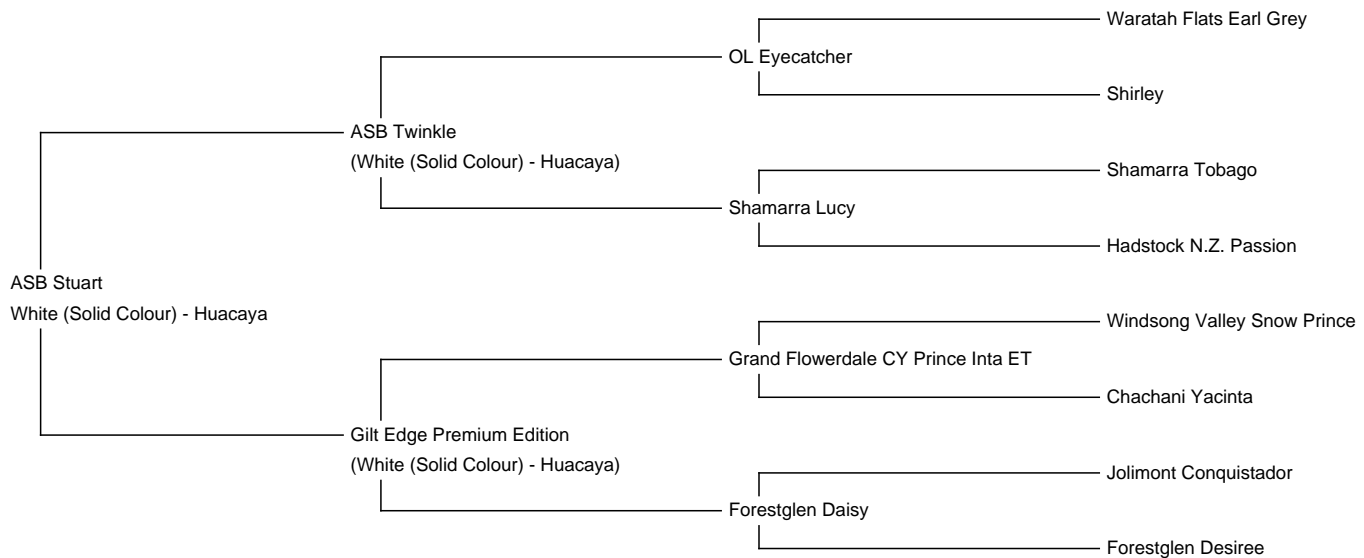 Waratah Flats Earl Grey
OL Eyecatcher
Shirley
ASB Twinkle
(White (Solid Colour) - Huacaya)
Shamarra Tobago
Shamarra Lucy
Hadstock N.Z. Passion
ASB Stuart
White (Solid Colour) - Huacaya
Windsong Valley Snow Prince
Grand Flowerdale CY Prince Inta ET
Chachani Yacinta
Gilt Edge Premium Edition
(White (Solid Colour) - Huacaya)
Jolimont Conquistador
Forestglen Daisy
Forestglen Desiree